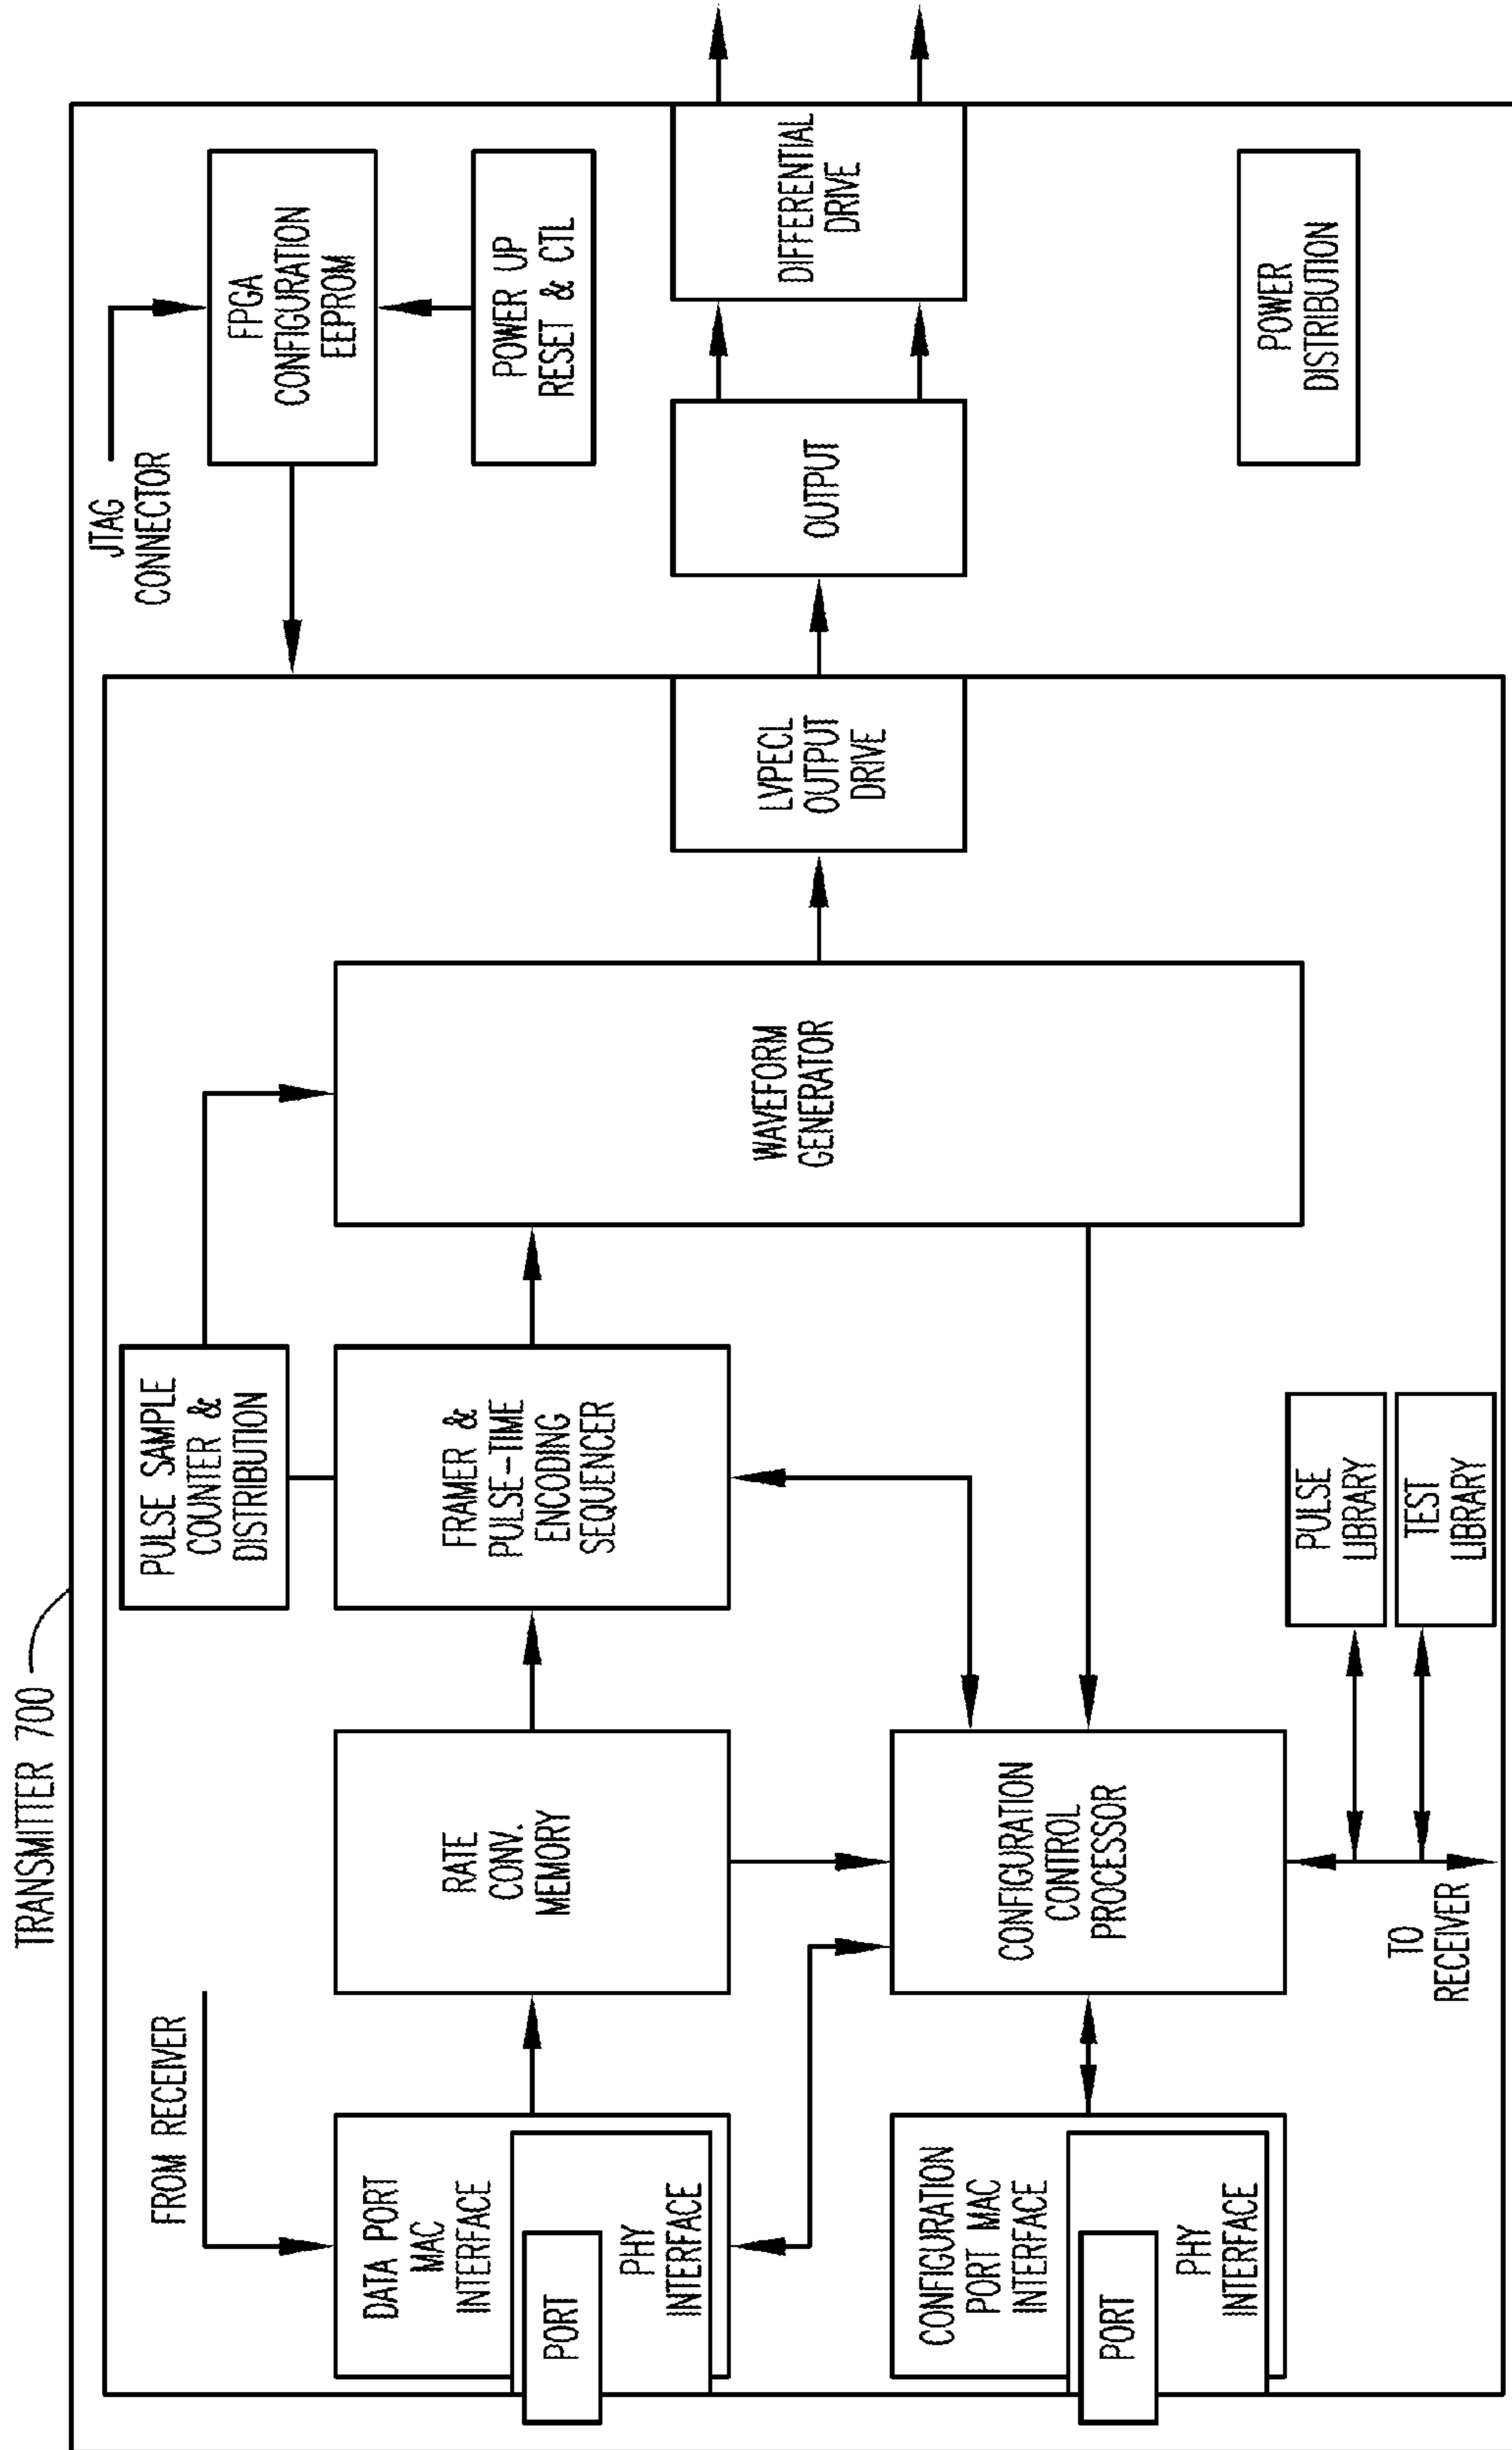 TRANSMITTER 700
FROM RECEIVER
DATA PORT
MAC
INTERFACE
PORT
PHY
INTERFACE
CONFIGURATION
PORT MAC
INTERFACE
PORT
PHY
INTERFACE
RATE
CONV.
MEMORY
CONFIGURATION
CONTROL
PROCESSOR
TO
RECEIVER
PULSE SAMPLE
COUNTER &
DISTRIBUTION
FRAMER &
PULSE-TIME
ENCODING
SEQUENCER
PULSE
LIBRARY
TEST
LIBRARY
WAVEFORM
GENERATOR
LVPECL
OUTPUT
DRIVE
JTAG
CONNECTOR
FPGA
CONFIGURATION
EEPROM
POWER UP
RESET & CTL
OUTPUT
DIFFERENTIAL
DRIVE
POWER
DISTRIBUTION